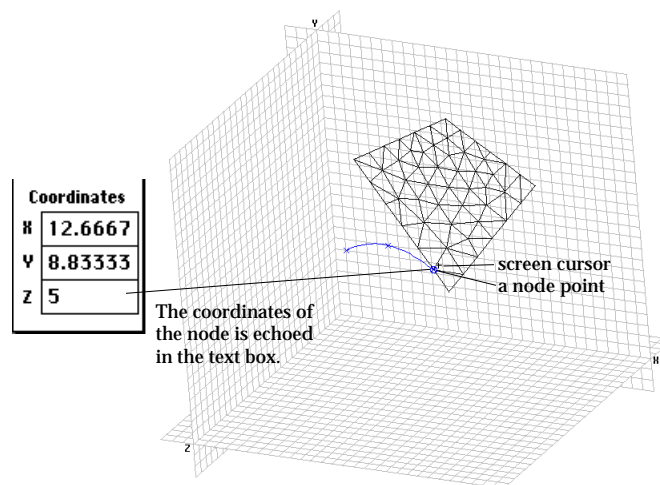 Y
Coordinates
X 12.6667
Y 8.83333
Z 5
screen cursor
a node point
The coordinates of
the node is echoed
in the text box.
X
Z